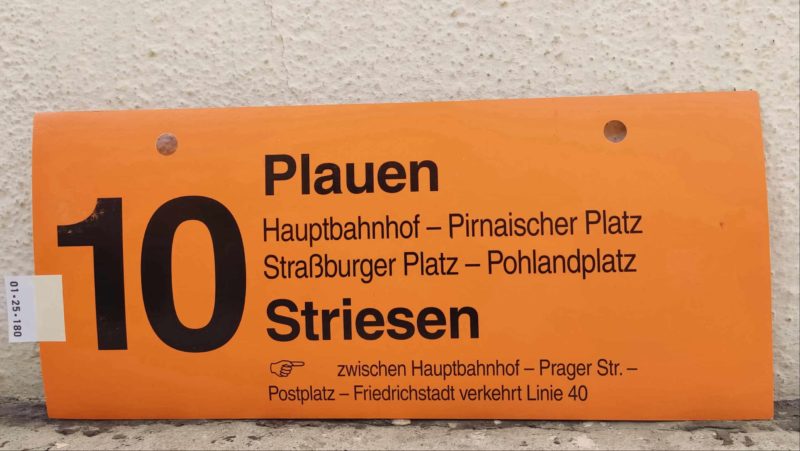 10
Plauen
Hauptbahnhof – Pirnaischer Platz
Straßburger Platz – Pohlandplatz
Striesen
zwischen Hauptbahnhof – Prager Str. –
Postplatz – Friedrichstadt verkehrt Linie 40
01-25-180